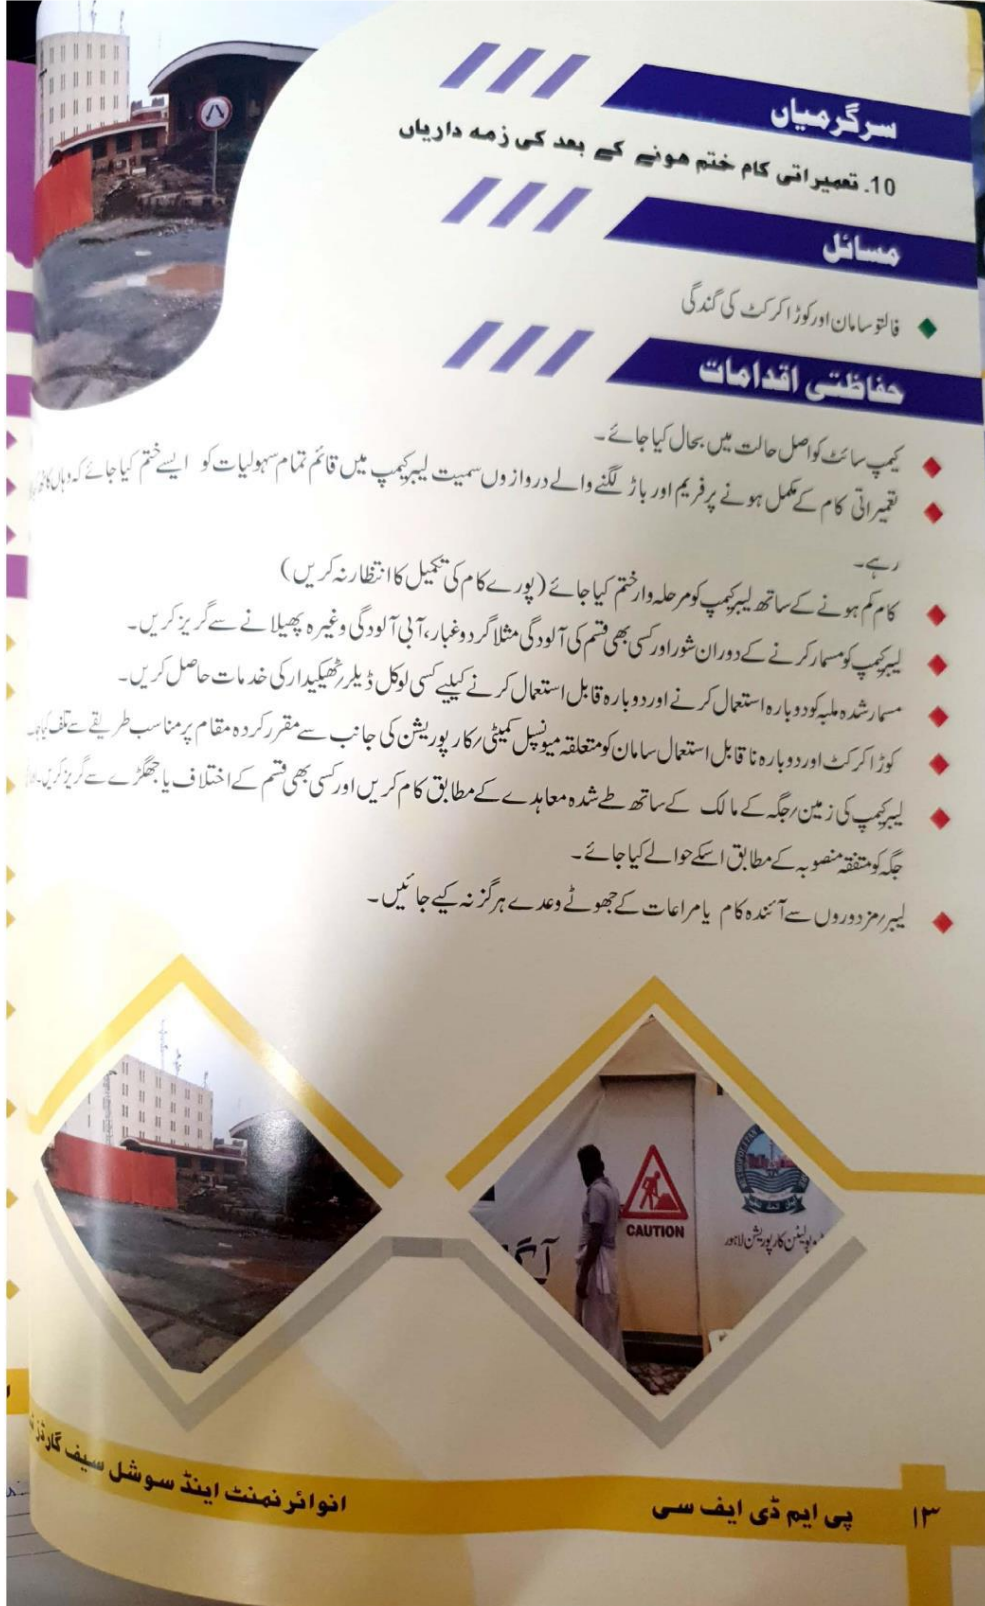 سرگرمیاں
10. تعمیراتی کام ختم ہونے کے بعد کی زمہ داریاں
مسائل
فالتو سامان اور کوڑا کرکٹ کی گندگی
حفاظتی اقدامات
کیمپ سائٹ کو اصل حالت میں بحال کیا جائے۔
تعمیراتی کام کے مکمل ہونے پر فریم اور باڑ لگنے والے دروازوں سمیت لیبر کیمپ میں قائم تمام سہولیات کو ایسے ختم کیا جائے کہ وہاں کا
رہے۔
کام کم ہونے کے ساتھ لیبر کیمپ کو مرحلہ وار ختم کیا جائے (پورے کام کی تکمیل کا انتظار نہ کریں)
لیبر کیمپ کو مسمار کرنے کے دوران شور اور کسی بھی قسم کی آلودگی مثلا گرد و غبار، آبی آلودگی وغیرہ پھیلانے سے گریز کریں۔
مسمار شدہ ملبہ کو دوبارہ استعمال کرنے اور دوبارہ قابل استعمال کرنے کیلیے کسی لوکل ڈیلر/ٹھیکیدار کی خدمات حاصل کریں۔
کوڑا کرکٹ اور دوبارہ نا قابل استعمال سامان کو متعلقہ میونسپل کمیٹی/کارپوریشن کی جانب سے مقرر کردہ مقام پر مناسب طریقے سے تلف کیا
لیبر کیمپ کی زمین/جگہ کے مالک کے ساتھ طے شدہ معاہدے کے مطابق کام کریں اور کسی بھی قسم کے اختلاف یا جھگڑے سے گریز کریں۔
جگہ کو متفقہ منصوبہ کے مطابق اسکے حوالے کیا جائے۔
لیبر/مزدوروں سے آئندہ کام یا مراعات کے جھوٹے وعدے ہرگز نہ کیے جائیں۔
CAUTION
کارپوریشن لاہور
۱۳
پی ایم ڈی ایف سی
انوائرنمنٹ اینڈ سوشل سیف گارڈز